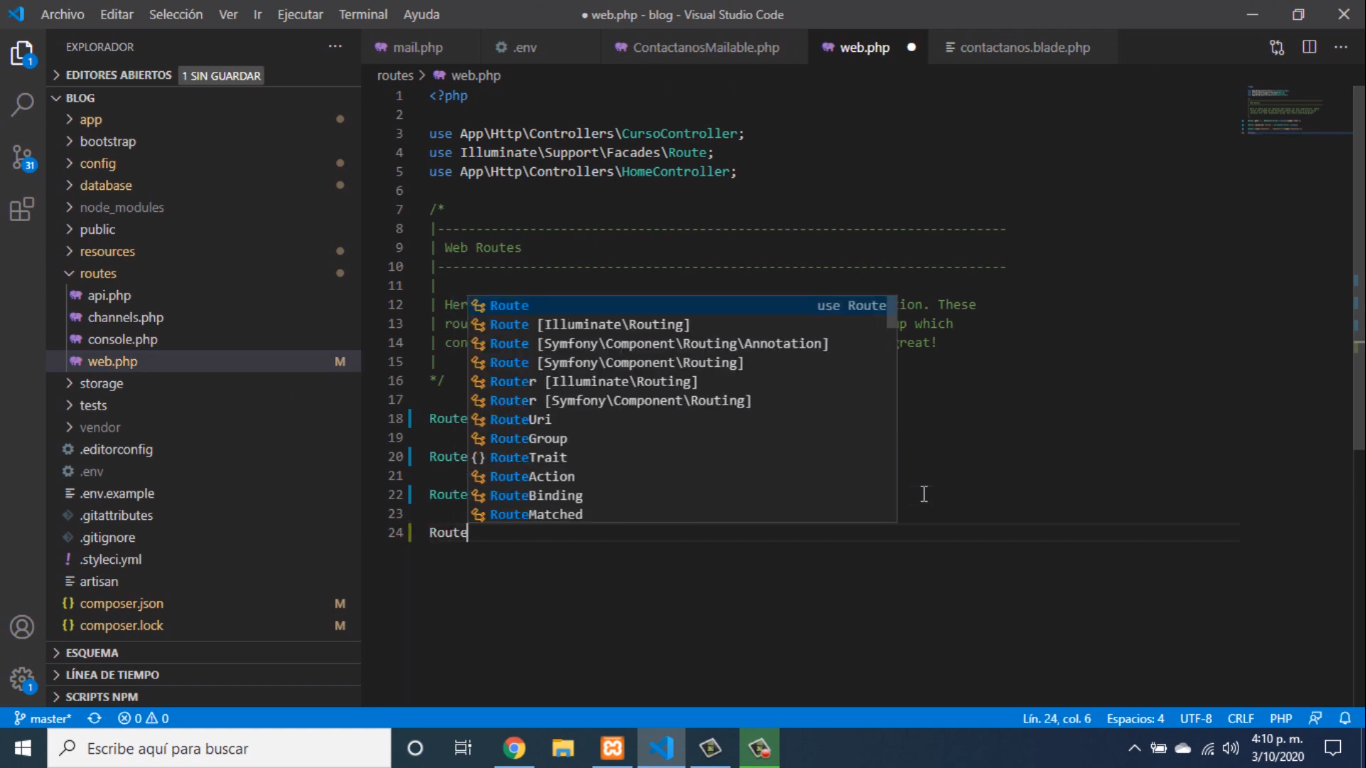 Archivo Editar Selección Ver Ir Ejecutar Terminal Ayuda
● web.php - blog - Visual Studio Code
EXPLORADOR ···
mail.php .env ContactanosMailable.php web.php ● contactanos.blade.php
EDITORES ABIERTOS 1 SIN GUARDAR
routes > web.php
BLOG
app
bootstrap
config
database
node_modules
public
resources
routes
api.php
channels.php
console.php
web.php M
storage
tests
vendor
.editorconfig
.env
.env.example
.gitattributes
.gitignore
.styleci.yml
artisan
composer.json M
composer.lock M
ESQUEMA
LÍNEA DE TIEMPO
SCRIPTS NPM
1
31
1
1 <?php
2
3 use App\Http\Controllers\CursoController;
4 use Illuminate\Support\Facades\Route;
5 use App\Http\Controllers\HomeController;
6
7 /*
8 |--------------------------------------------------------------------------
9 | Web Routes
10 |--------------------------------------------------------------------------
11 |
12 | Her ion. These
13 | rou p which
14 | con reat!
15 |
16 */
17
18 Route
19
20 Route
21
22 Route
23
24 Route
Route use Route
Route [Illuminate\Routing]
Route [Symfony\Component\Routing\Annotation]
Route [Symfony\Component\Routing]
Router [Illuminate\Routing]
Router [Symfony\Component\Routing]
RouteUri
RouteGroup
{} RouteTrait
RouteAction
RouteBinding
RouteMatched
master* 0 0 Lín. 24, col. 6 Espacios: 4 UTF-8 CRLF PHP
Escribe aquí para buscar
4:10 p. m.
3/10/2020